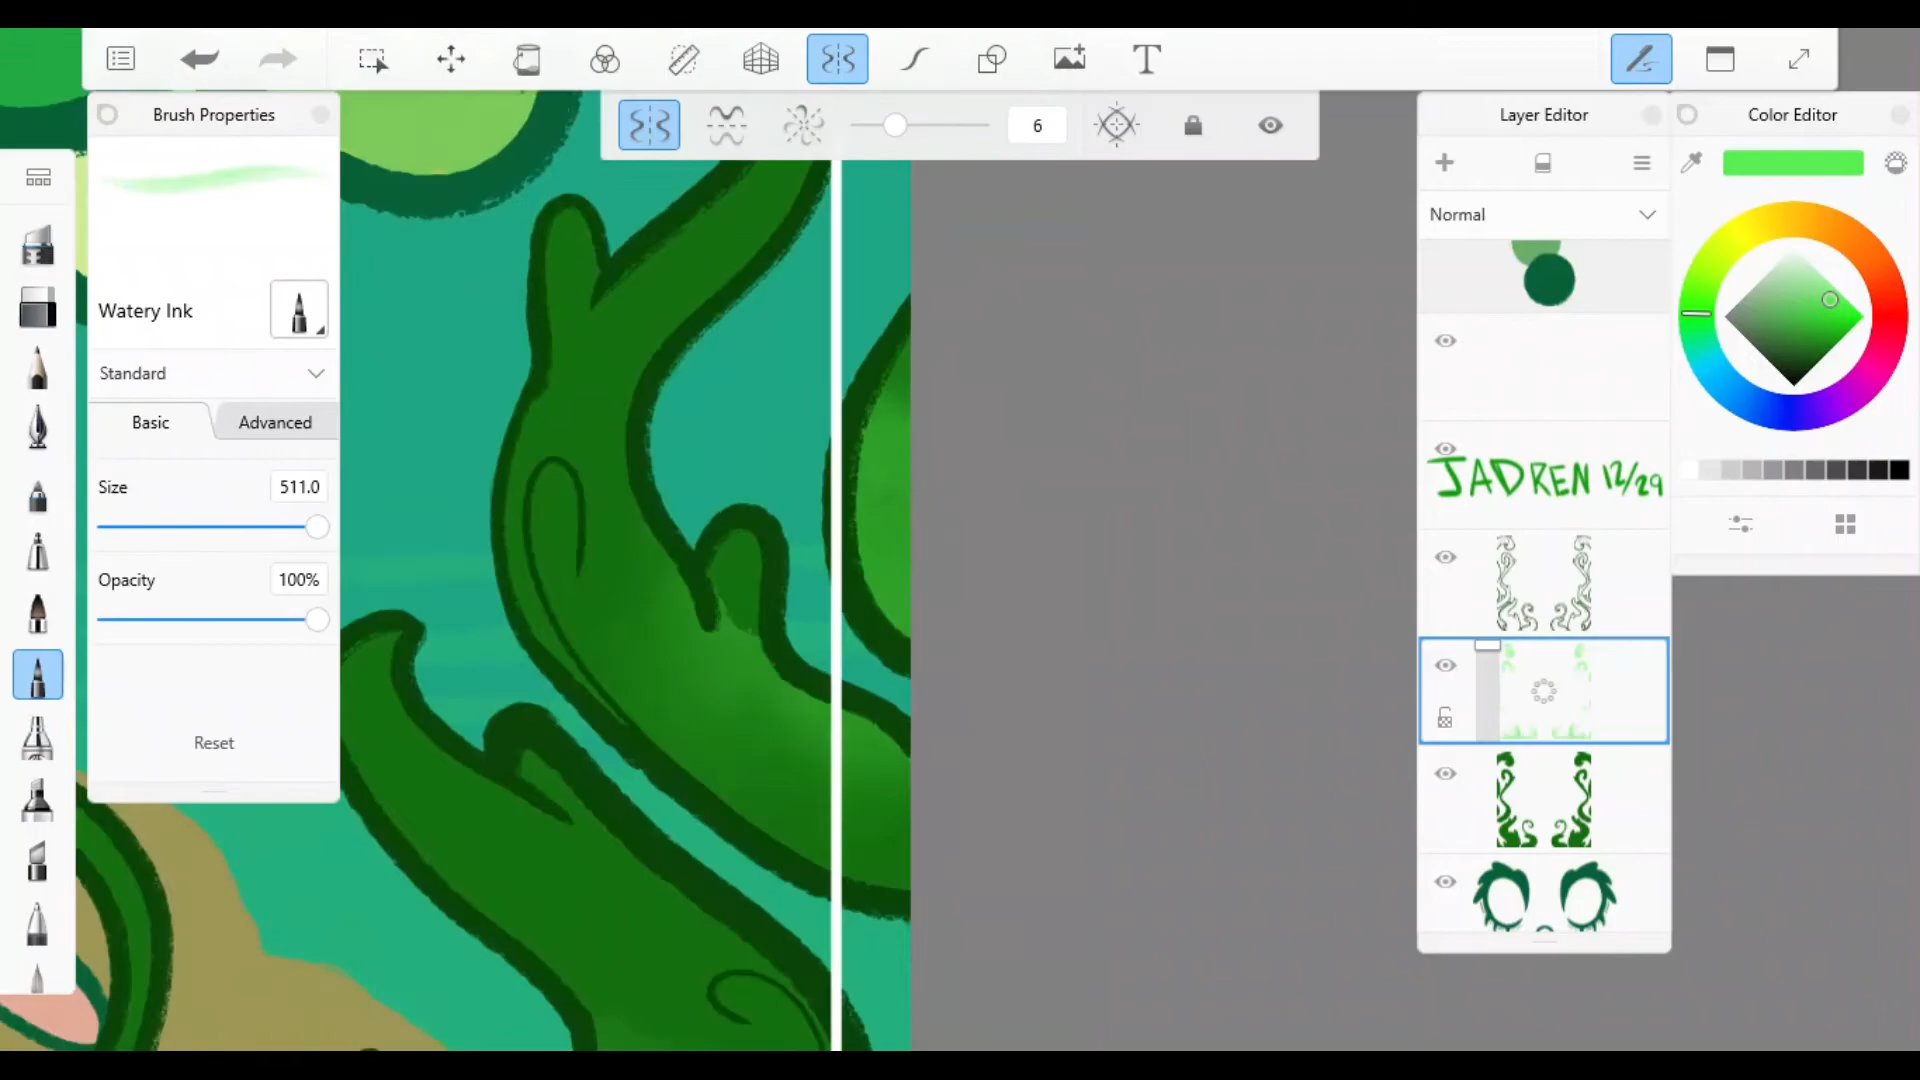 T
6
Brush Properties
Watery Ink
Standard
Basic
Advanced
Size
511.0
Opacity
100%
Reset
Layer Editor
Normal
JADREN 12/29
Color Editor